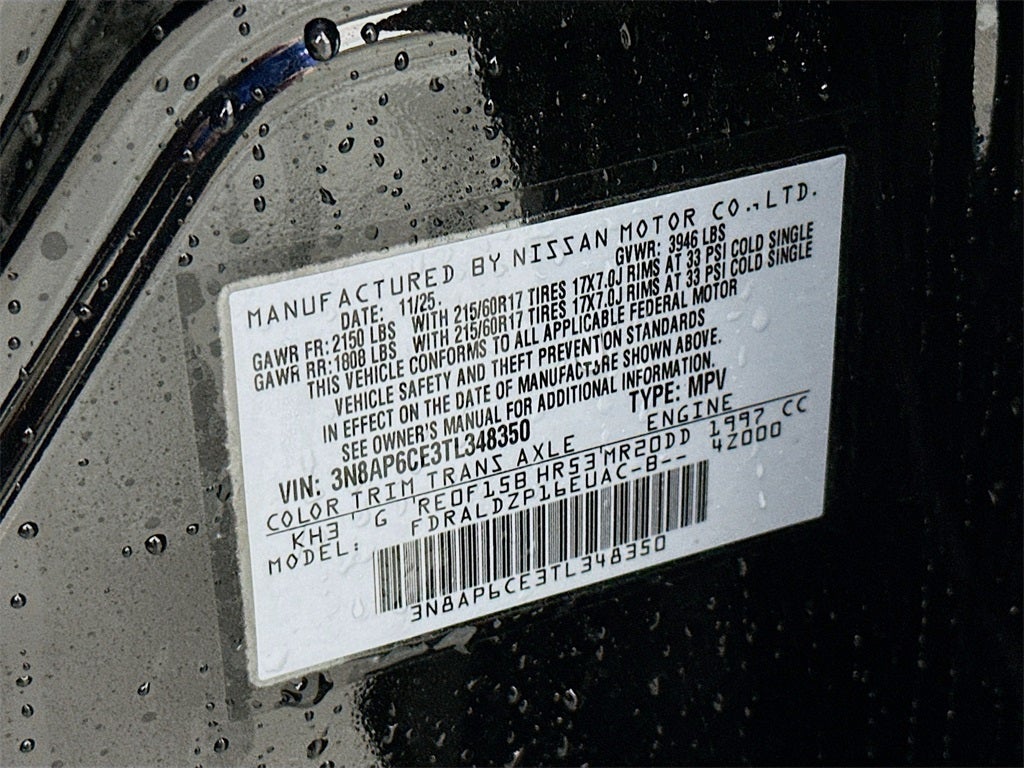 MANUFACTURED BY NISSAN MOTOR CO., LTD.
DATE: 11/25. GVWR: 3946 LBS
GAWR FR: 2150 LBS WITH 215/60R17 TIRES 17X7.0J RIMS AT 33 PSI COLD SINGLE
GAWR RR: 1808 LBS WITH 215/60R17 TIRES 17X7.0J RIMS AT 33 PSI COLD SINGLE
THIS VEHICLE CONFORMS TO ALL APPLICABLE FEDERAL MOTOR
VEHICLE SAFETY AND THEFT PREVENTION STANDARDS
IN EFFECT ON THE DATE OF MANUFACTURE SHOWN ABOVE.
SEE OWNER'S MANUAL FOR ADDITIONAL INFORMATION.
VIN: 3N8AP6CE3TL348350 TYPE: MPV
COLOR TRIM TRANS AXLE ENGINE
KH3 G RE0F15B HR53 MR20DD 1997 CC
MODEL: FDRALDZP16EUAC-B-- 4Z000
3N8AP6CE3TL348350